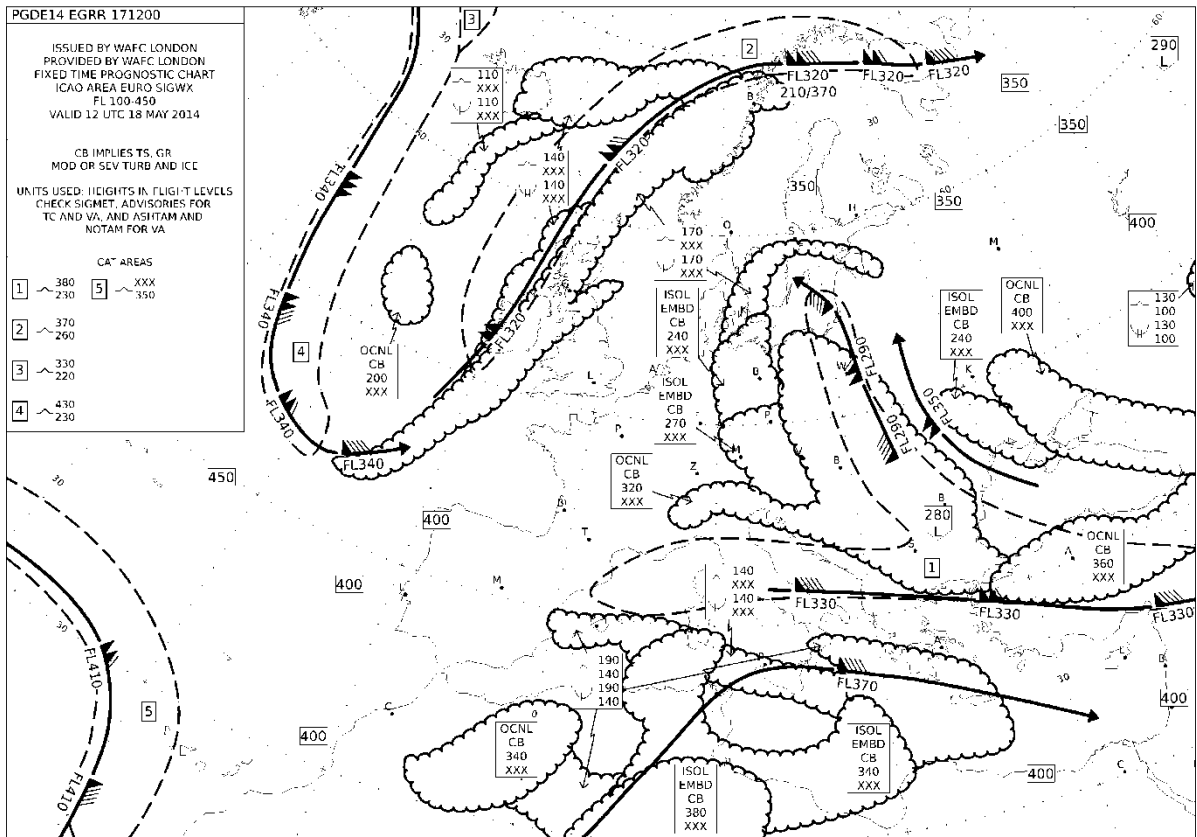 PGDE14 EGRR 171200
ISSUED BY WAFC LONDON
PROVIDED BY WAFC LONDON
FIXED TIME PROGNOSTIC CHART
ICAO AREA EURO SIGWX
FL 100-450
VALID 12 UTC 18 MAY 2014
CB IMPLIES TS, GR
MOD OR SEV TURB AND ICE
UNITS USED: HEIGHTS IN FLIGHT LEVELS
CHECK SIGMET, ADVISORIES FOR
TC AND VA, AND ASHTAM AND
NOTAM FOR VA
CAT AREAS
1 380
230
5 XXX
350
2 370
260
3 330
220
4 430
230
3
30
110
XXX
110
XXX
2
FL320
FL320
FL320
210/370
60
290
L
350
350
B
30
30
FL320
FL340
140
XXX
140
XXX
350
350
H
400
O
S
M
170
XXX
170
XXX
FL340
4
OCNL
CB
200
XXX
FL320
ISOL
EMBD
CB
240
XXX
ISOL
EMBD
CB
240
XXX
OCNL
CB
400
XXX
130
100
130
100
FL290
W
K
L
A
B
ISOL
EMBD
CB
270
XXX
FL340
FL340
P
P
M
B
FL290
FL350
Z
OCNL
CB
320
XXX
450
30
400
B
T
B
280
L
S
OCNL
CB
360
XXX
A
1
140
XXX
140
XXX
FL330
FL330
FL330
400
L
M
30
FL410
5
190
140
190
140
A
FL370
30
L
B
400
C
400
OCNL
CB
340
XXX
ISOL
EMBD
CB
340
XXX
ISOL
EMBD
CB
380
XXX
400
C
FL410